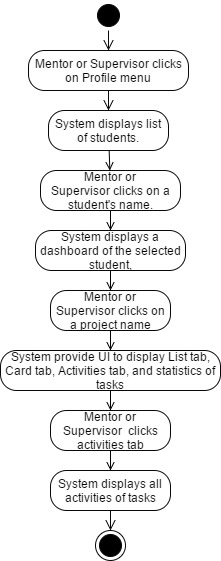 Mentor or Supervisor clicks
on Profile menu
System displays list
of students.
Mentor or
Supervisor clicks on a
student's name.
System displays a
dashboard of the selected
student,
Mentor or
Supervisor clicks on
a project name
System provide UI to display List tab,
Card tab, Activities tab, and statistics of
tasks
Mentor or
Supervisor clicks
activities tab
System displays all
activities of tasks